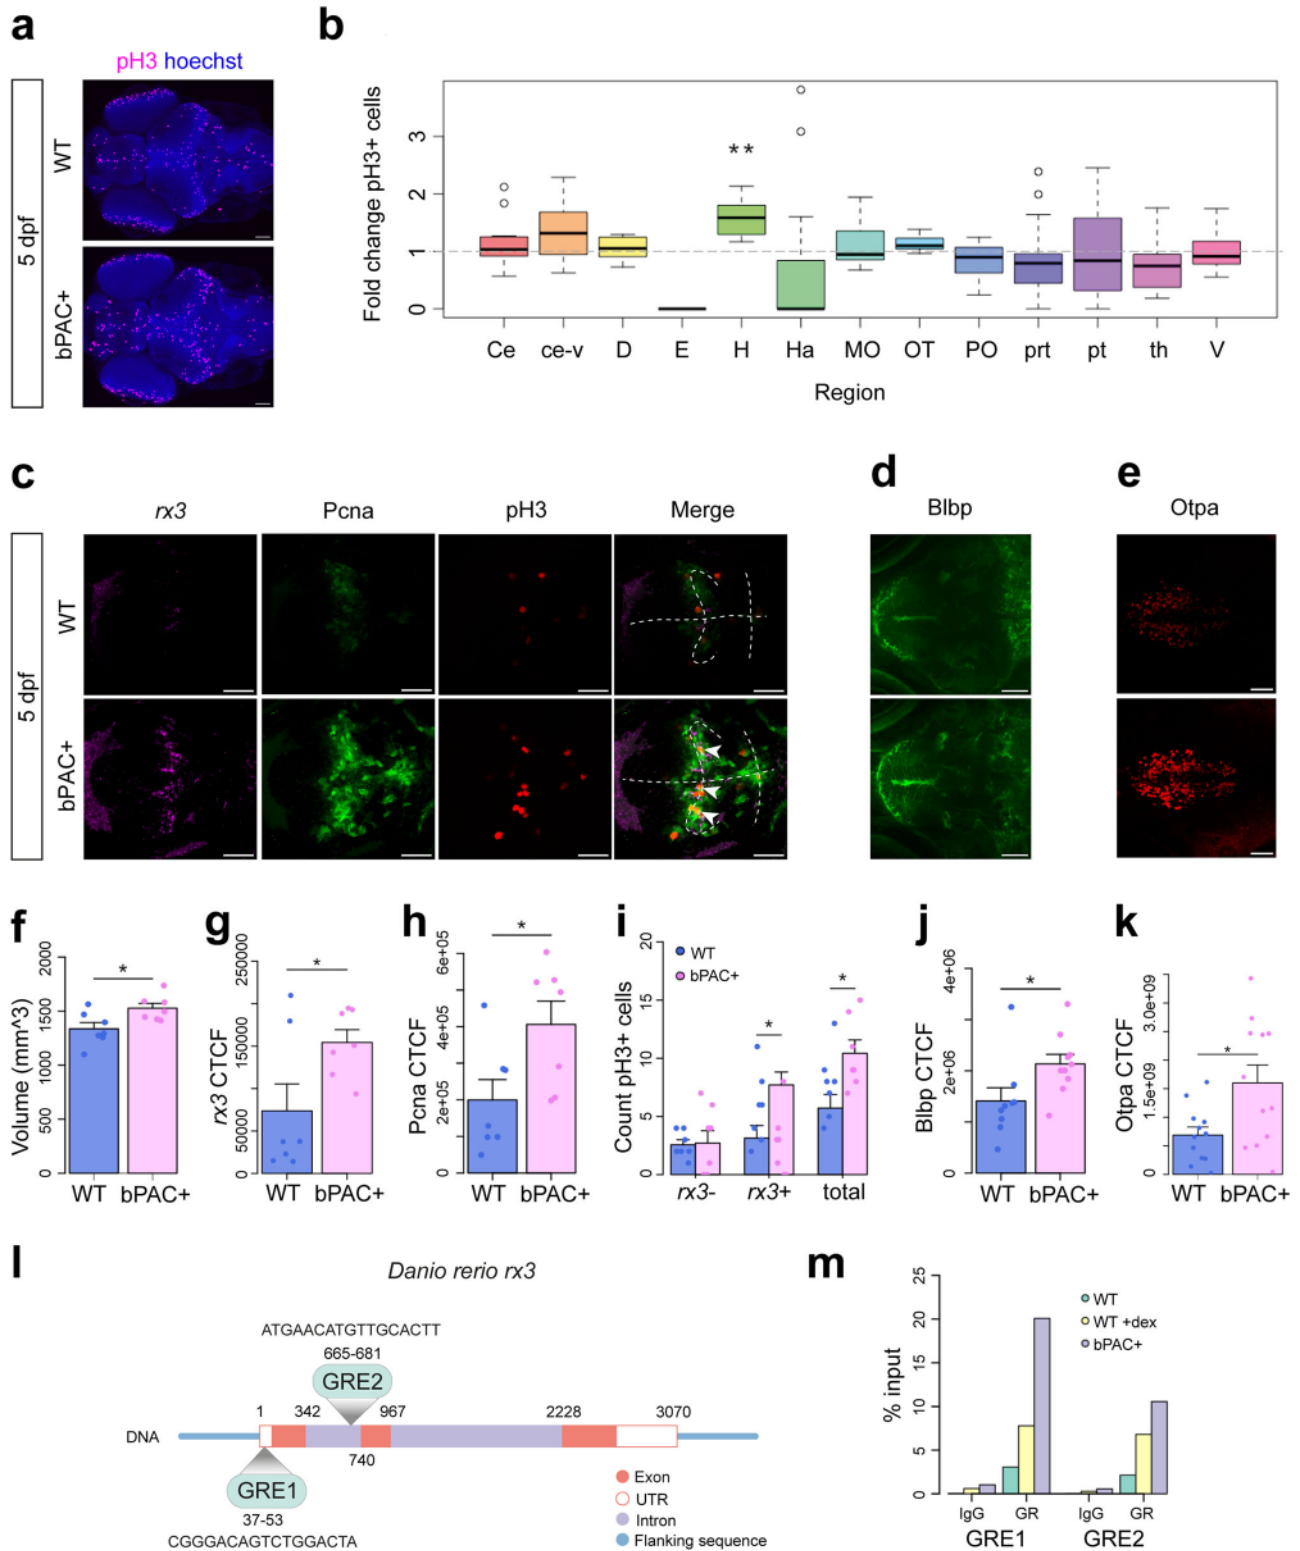 a
pH3 hoechst
5 dpf
WT
bPAC+
b
Fold change pH3+ cells
3
2
1
0
**
Ce ce-v D E H Ha MO OT PO prt pt th V
Region
c
rx3 Pcna pH3 Merge
5 dpf
WT
bPAC+
d
Blbp
e
Otpa
f
Volume (mm^3)
2000
1500
1000
500
0
*
WT bPAC+
g
rx3 CTCF
250000
150000
50000
0
*
WT bPAC+
h
Pcna CTCF
6e+05
4e+05
2e+05
0
*
WT bPAC+
i
Count pH3+ cells
20
15
10
5
0
WT
bPAC+
*
*
rx3- rx3+ total
j
Blbp CTCF
4e+06
2e+06
0
*
WT bPAC+
k
Otpa CTCF
3.0e+09
1.5e+09
0
*
WT bPAC+
l
Danio rerio rx3
ATGAACATGTTGCACTT
665-681
GRE2
1 342 967 2228 3070
DNA
740
GRE1
37-53
CGGGACAGTCTGGACTA
Exon
UTR
Intron
Flanking sequence
m
% input
25
20
15
10
5
0
WT
WT +dex
bPAC+
IgG GR IgG GR
GRE1 GRE2